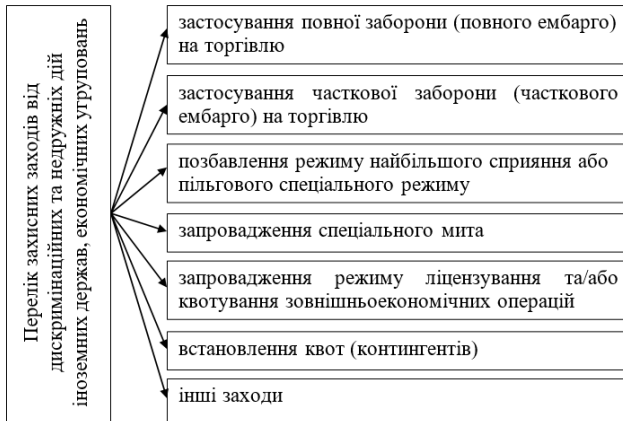 Перелік захисних заходів від
дискримінаційних та недружніх дій
іноземних держав, економічних угруповань
застосування повної заборони (повного ембарго)
на торгівлю
застосування часткової заборони (часткового
ембарго) на торгівлю
позбавлення режиму найбільшого сприяння або
пільгового спеціального режиму
запровадження спеціального мита
запровадження режиму ліцензування та/або
квотування зовнішньоекономічних операцій
встановлення квот (контингентів)
інші заходи